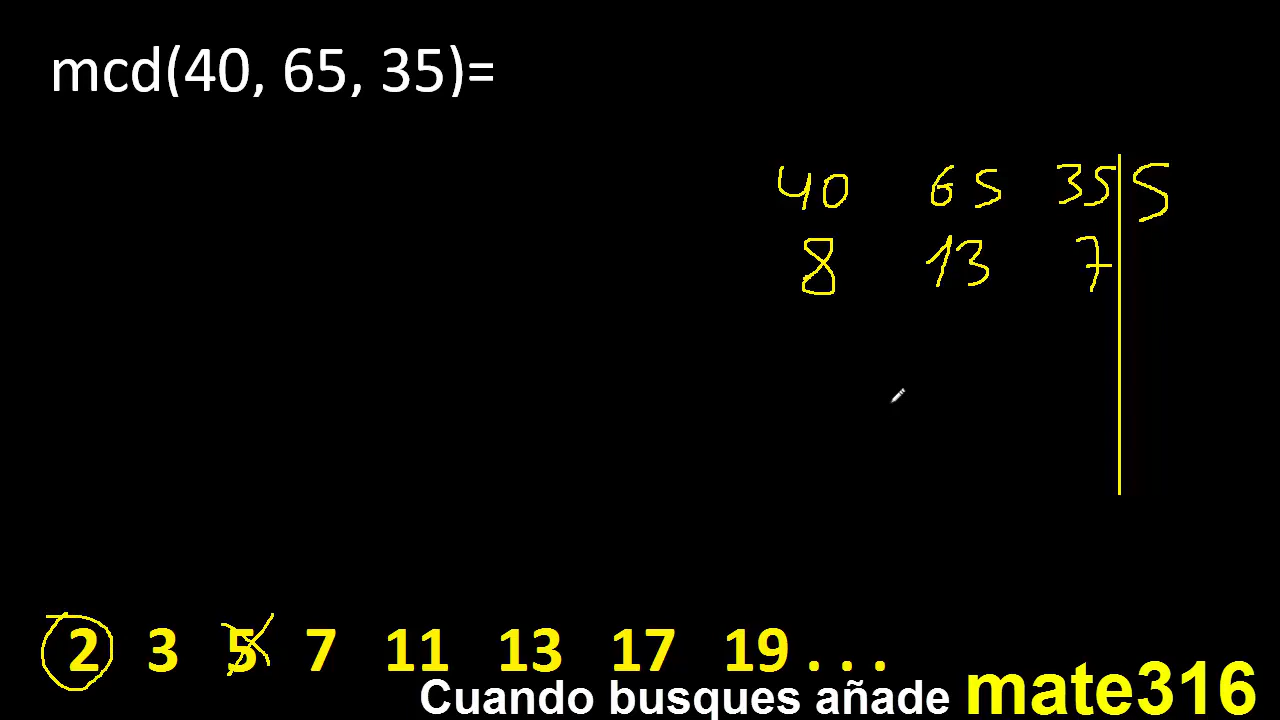 mcd(40, 65, 35)=
40 65 35 5
8 13 7
2 3 5 7 11 13 17 19 . . .
Cuando busques añade mate316